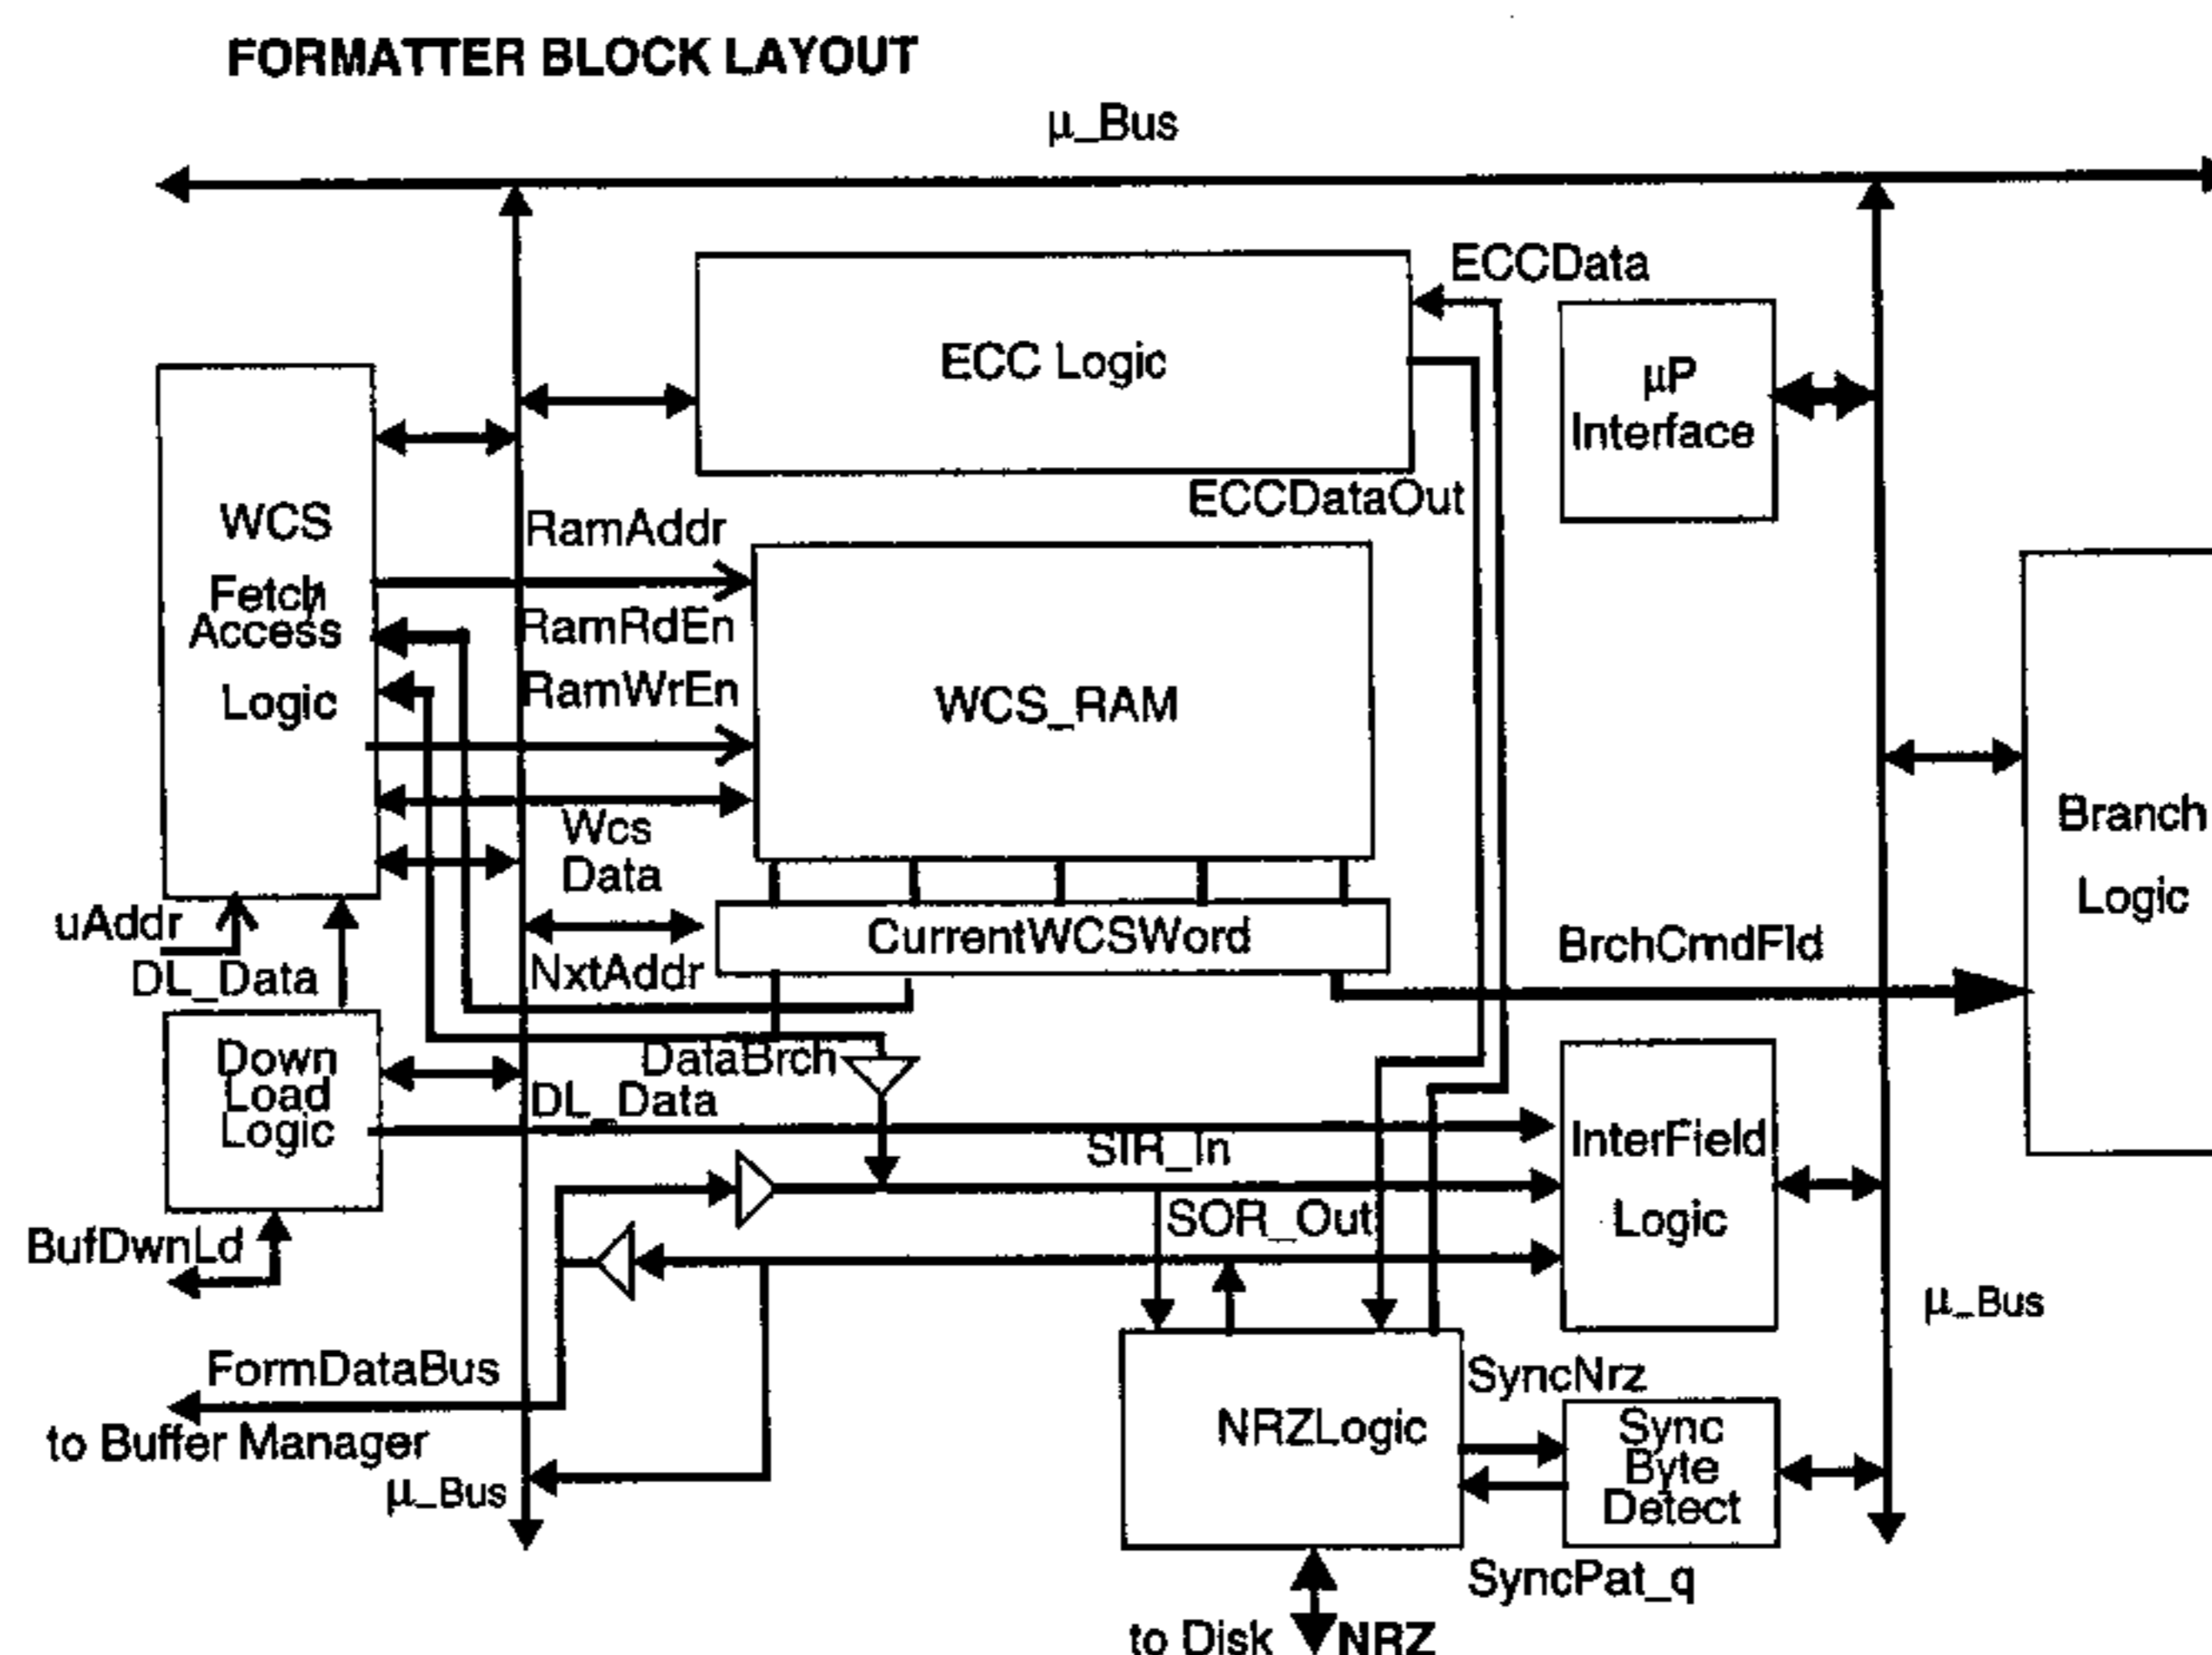 FORMATTER BLOCK LAYOUT
μ_Bus
ECCData
ECC Logic
μP
Interface
ECCDataOut
WCS
Fetch/
Access
Logic
RamAddr
RamRdEn
RamWrEn
WCS_RAM
Wcs
Data
Branch
Logic
uAddr
DL_Data
NxtAddr
CurrentWCSWord
BrchCmdFld
Down
Load
Logic
DataBrch
DL_Data
SIR_In
InterField
Logic
SOR_Out
BufDwnLd
μ_Bus
FormDataBus
to Buffer Manager
μ_Bus
NRZLogic
SyncNrz
Sync
Byte
Detect
SyncPat_q
to Disk NRZ